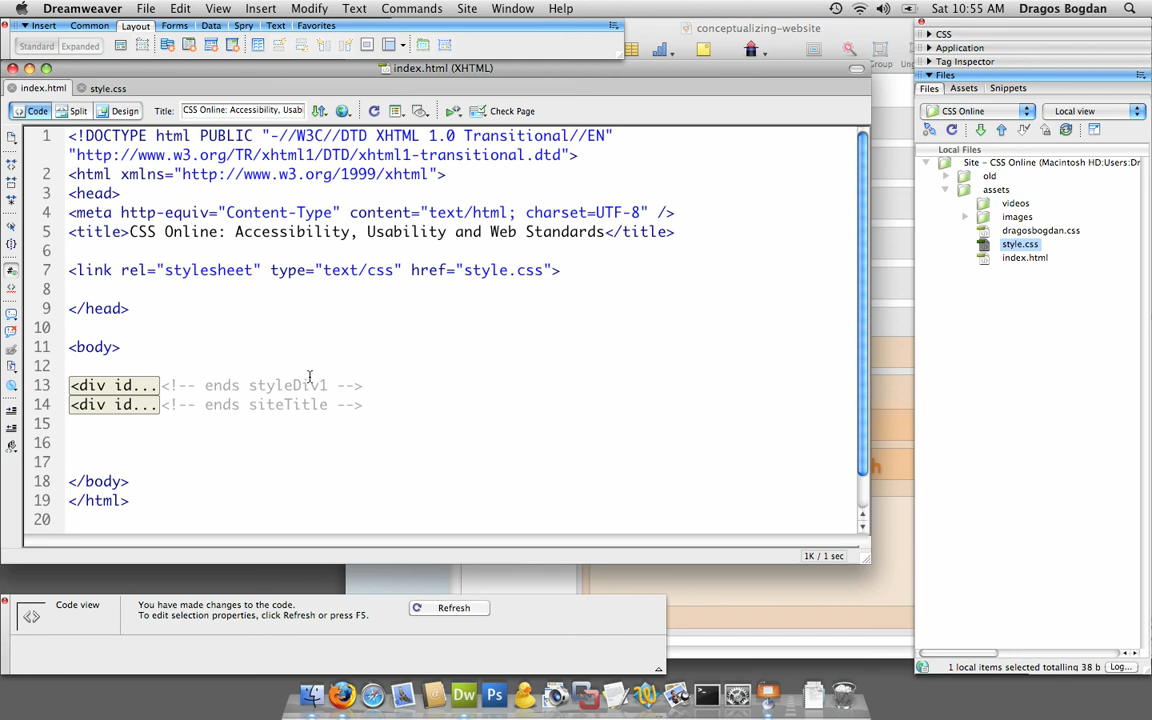 Dreamweaver File Edit View Insert Modify Text Commands Site Window Help Sat 10:55 AM Dragos Bogdan
Insert Common Layout Forms Data Spry Text Favorites
Standard Expanded
conceptualizing-website
Group
index.html (XHTML)
index.html style.css
Code Split Design Title: CSS Online: Accessibility, Usab Check Page
1 <!DOCTYPE html PUBLIC "-//W3C//DTD XHTML 1.0 Transitional//EN"
"http://www.w3.org/TR/xhtml1/DTD/xhtml1-transitional.dtd">
2 <html xmlns="http://www.w3.org/1999/xhtml">
3 <head>
4 <meta http-equiv="Content-Type" content="text/html; charset=UTF-8" />
5 <title>CSS Online: Accessibility, Usability and Web Standards</title>
6
7 <link rel="stylesheet" type="text/css" href="style.css">
8
9 </head>
10
11 <body>
12
13 <div id...<!-- ends styleDiv1 -->
14 <div id...<!-- ends siteTitle -->
15
16
17
18 </body>
19 </html>
20
1K / 1 sec
Code view
You have made changes to the code.
To edit selection properties, click Refresh or press F5.
Refresh
CSS
Application
Tag Inspector
Files
Files Assets Snippets
CSS Online Local view
Local Files
Site - CSS Online (Macintosh HD:Users:Dr
old
assets
videos
images
dragosbogdan.css
style.css
index.html
1 local items selected totalling 38 b Log...
Dw Ps